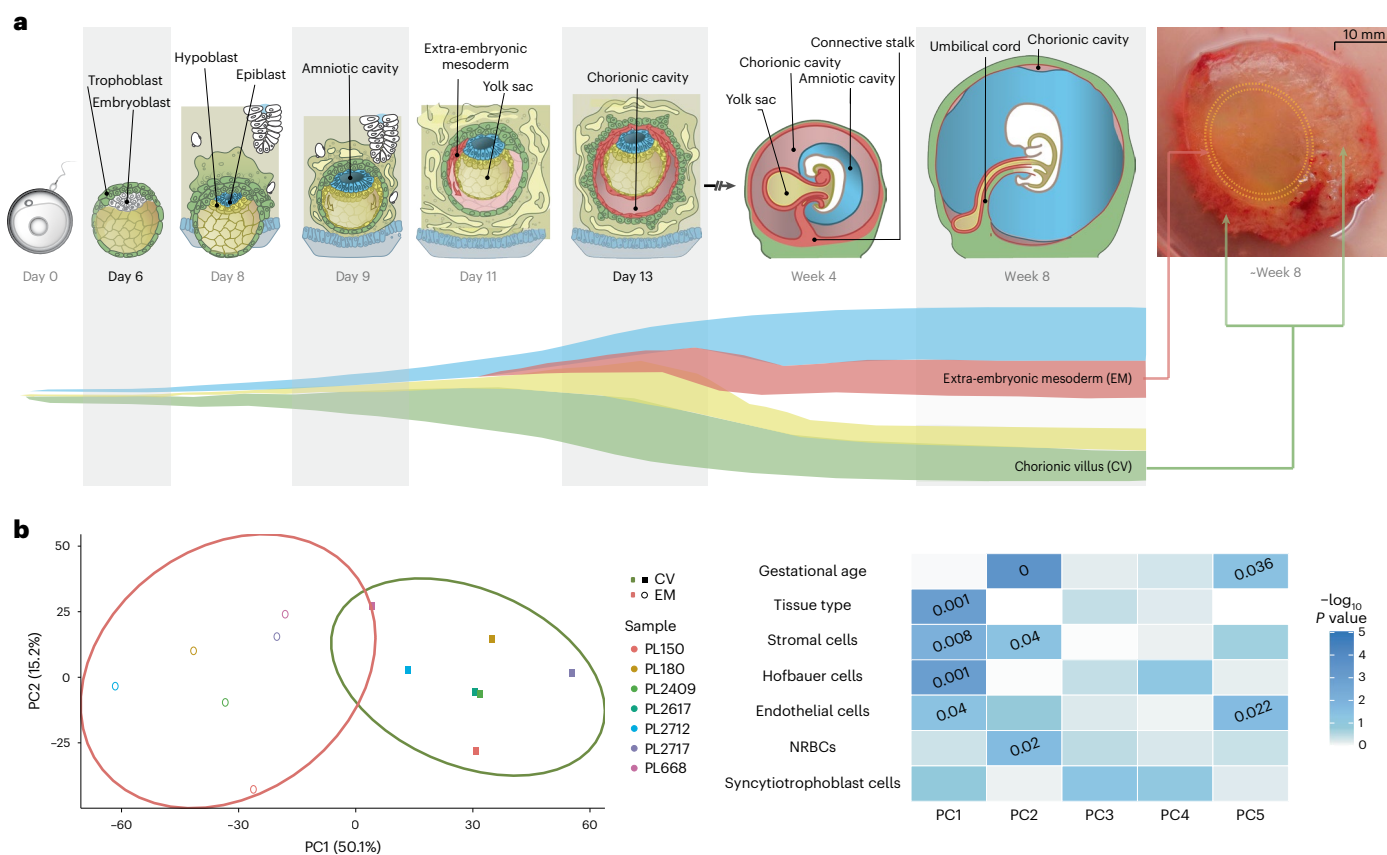 a
Trophoblast
Embryoblast
Hypoblast
Epiblast
Amniotic cavity
Extra-embryonic
mesoderm
Yolk sac
Chorionic cavity
Connective stalk
Chorionic cavity
Amniotic cavity
Yolk sac
Umbilical cord
Chorionic cavity
10 mm
Day 0
Day 6
Day 8
Day 9
Day 11
Day 13
Week 4
Week 8
~Week 8
Extra-embryonic mesoderm (EM)
Chorionic villus (CV)
b
50
25
0
−25
PC2 (15.2%)
−60
−30
0
30
60
PC1 (50.1%)
CV
EM
Sample
PL150
PL180
PL2409
PL2617
PL2712
PL2717
PL668
Gestational age
Tissue type
Stromal cells
Hofbauer cells
Endothelial cells
NRBCs
Syncytiotrophoblast cells
0
0.036
0.001
0.008
0.04
0.001
0.04
0.022
0.02
PC1
PC2
PC3
PC4
PC5
−log10
P value
5
4
3
2
1
0